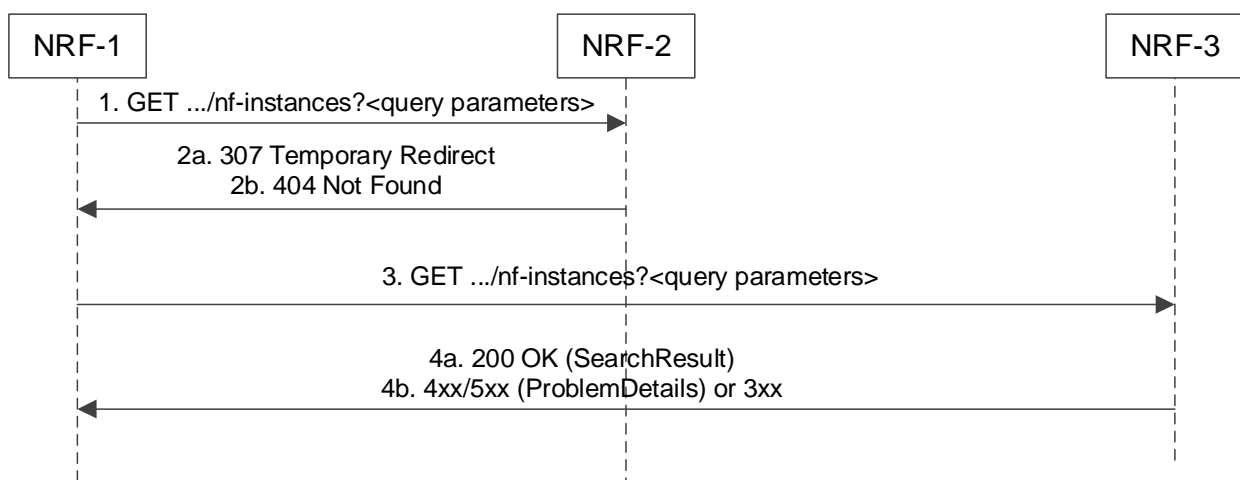 NRF-1
NRF-2
NRF-3
1. GET .../nf-instances?<query parameters>
2a. 307 Temporary Redirect
2b. 404 Not Found
3. GET .../nf-instances?<query parameters>
4a. 200 OK (SearchResult)
4b. 4xx/5xx (ProblemDetails) or 3xx